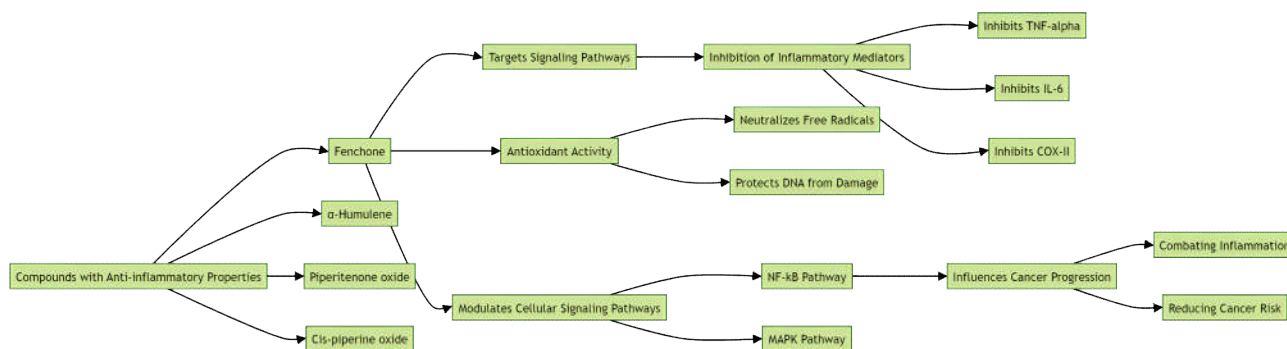 Inhibits TNF-alpha
Targets Signaling Pathways
Inhibition of Inflammatory Mediators
Inhibits IL-6
Neutralizes Free Radicals
Fenchone
Antioxidant Activity
Inhibits COX-II
Protects DNA from Damage
α-Humulene
Combating Inflammation
Compounds with Anti-inflammatory Properties
Piperitenone oxide
NF-kB Pathway
Influences Cancer Progression
Modulates Cellular Signaling Pathways
Reducing Cancer Risk
Cis-piperine oxide
MAPK Pathway